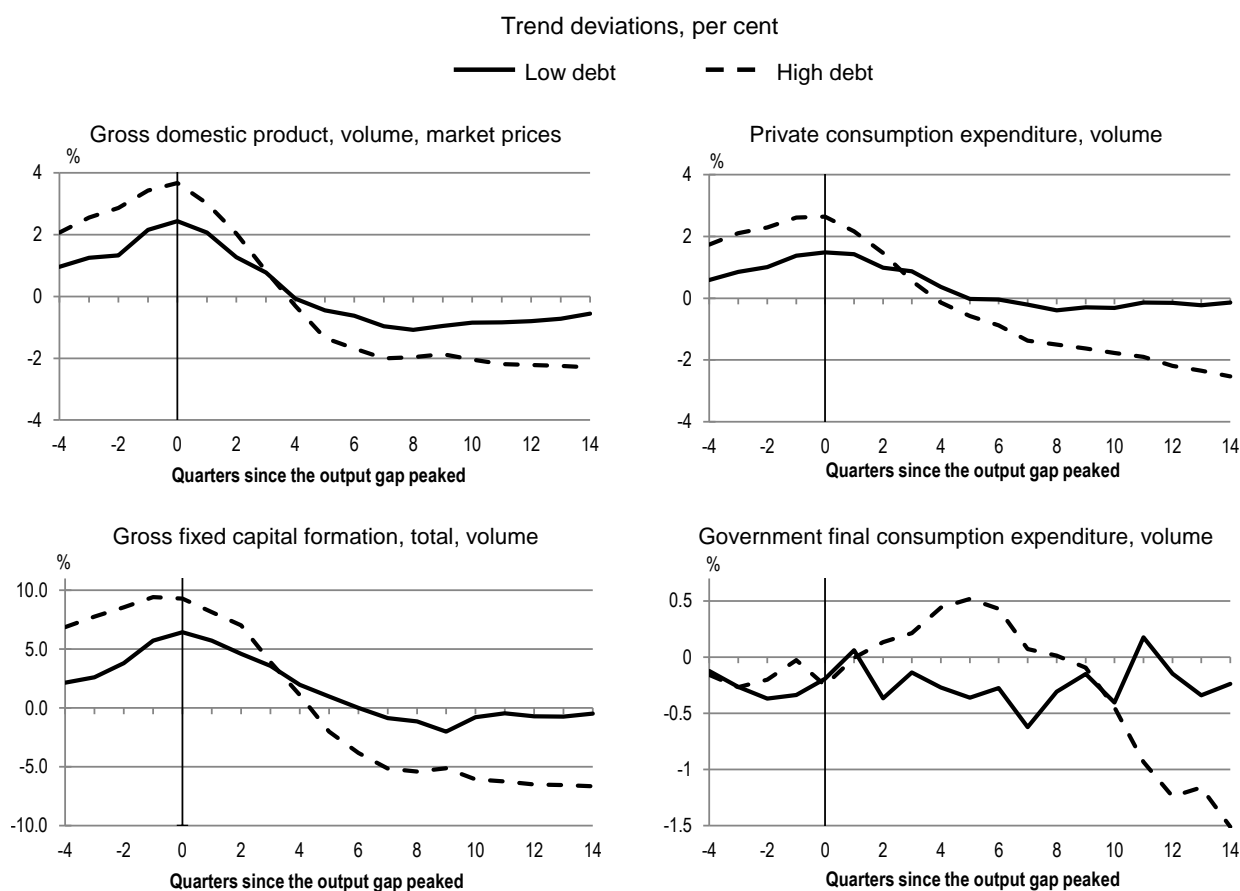 Trend deviations, per cent
Low debt High debt
Gross domestic product, volume, market prices
%
4
2
0
-2
-4
-4 -2 0 2 4 6 8 10 12 14
Quarters since the output gap peaked
Private consumption expenditure, volume
%
4
2
0
-2
-4
-4 -2 0 2 4 6 8 10 12 14
Quarters since the output gap peaked
Gross fixed capital formation, total, volume
%
10.0
5.0
0.0
-5.0
-10.0
-4 -2 0 2 4 6 8 10 12 14
Quarters since the output gap peaked
Government final consumption expenditure, volume
%
0.5
0
-0.5
-1
-1.5
-4 -2 0 2 4 6 8 10 12 14
Quarters since the output gap peaked